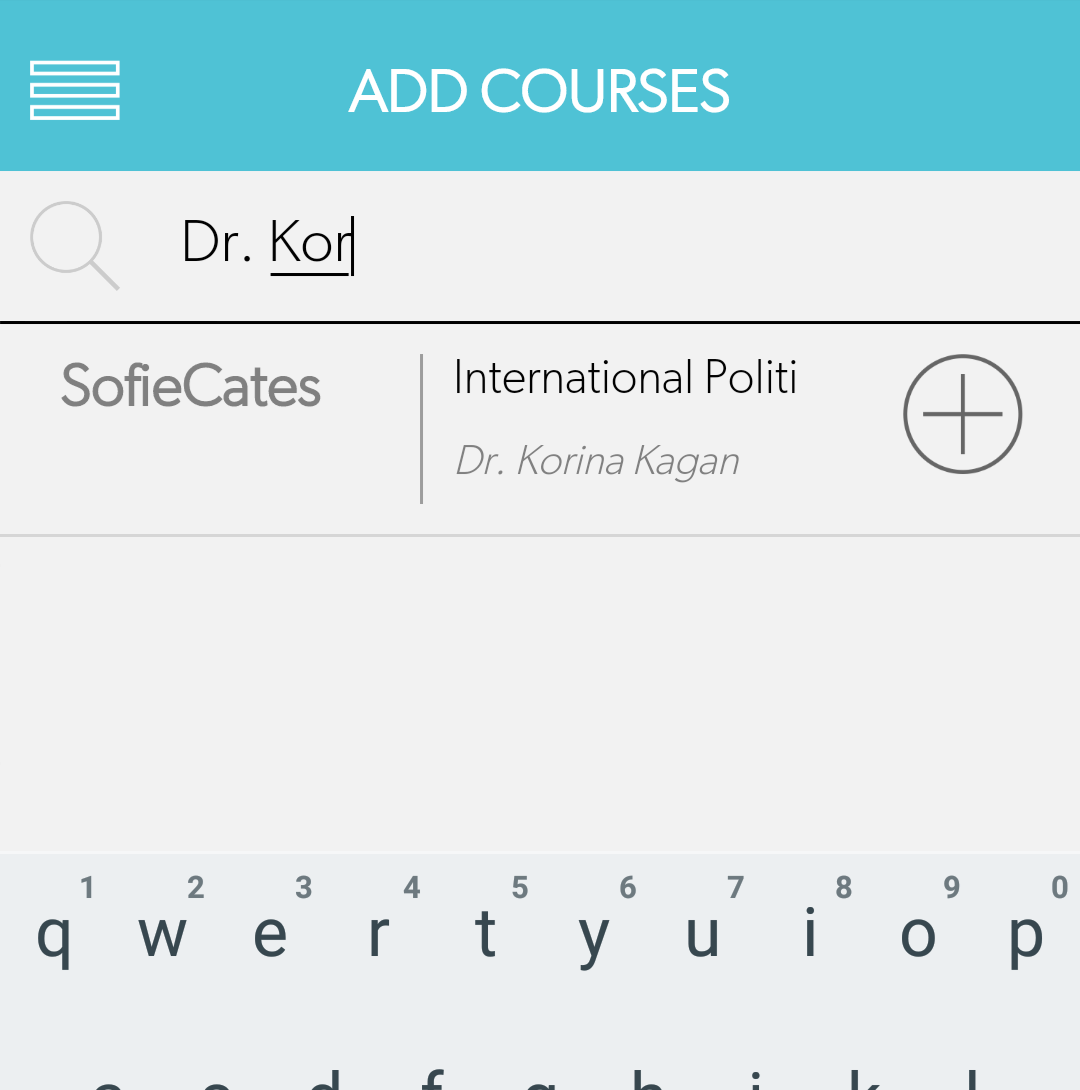 ADD COURSES
Dr. Kor
SofieCates
International Politi
Dr. Korina Kagan
1 2 3 4 5 6 7 8 9 0
q w e r t y u i o p
a s d f g h j k l